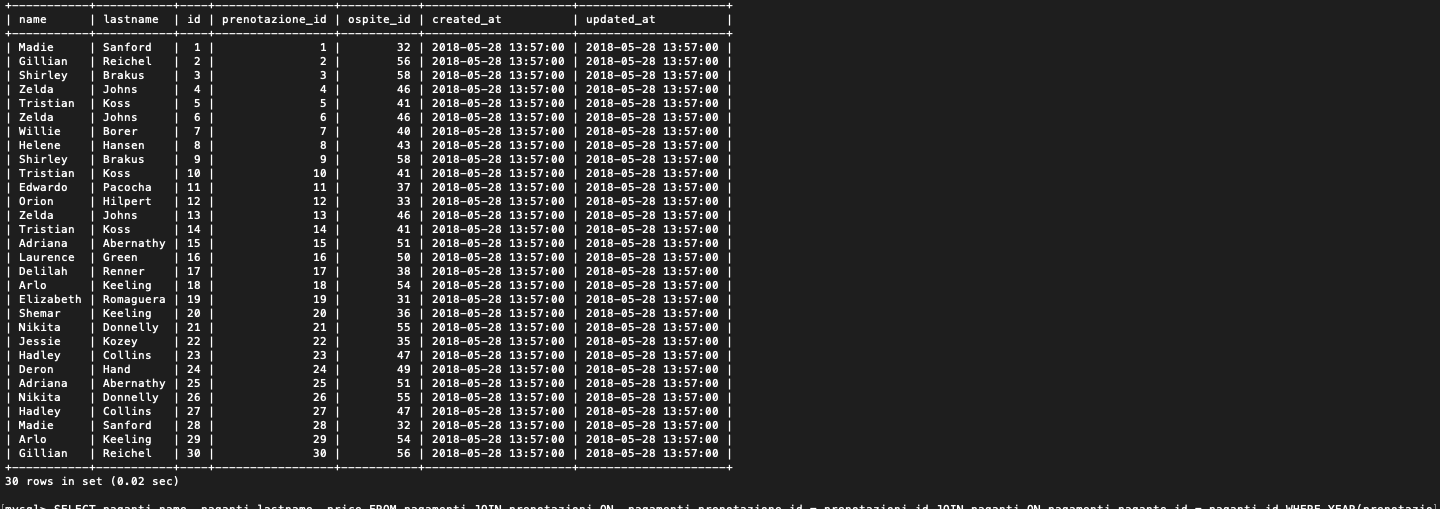 +-----------+-----------+----+-----------------+-----------+---------------------+---------------------+
| name      | lastname  | id | prenotazione_id | ospite_id | created_at          | updated_at          |
+-----------+-----------+----+-----------------+-----------+---------------------+---------------------+
| Madie     | Sanford   |  1 |               1 |        32 | 2018-05-28 13:57:00 | 2018-05-28 13:57:00 |
| Gillian   | Reichel   |  2 |               2 |        56 | 2018-05-28 13:57:00 | 2018-05-28 13:57:00 |
| Shirley   | Brakus    |  3 |               3 |        58 | 2018-05-28 13:57:00 | 2018-05-28 13:57:00 |
| Zelda     | Johns     |  4 |               4 |        46 | 2018-05-28 13:57:00 | 2018-05-28 13:57:00 |
| Tristian  | Koss      |  5 |               5 |        41 | 2018-05-28 13:57:00 | 2018-05-28 13:57:00 |
| Zelda     | Johns     |  6 |               6 |        46 | 2018-05-28 13:57:00 | 2018-05-28 13:57:00 |
| Willie    | Borer     |  7 |               7 |        40 | 2018-05-28 13:57:00 | 2018-05-28 13:57:00 |
| Helene    | Hansen    |  8 |               8 |        43 | 2018-05-28 13:57:00 | 2018-05-28 13:57:00 |
| Shirley   | Brakus    |  9 |               9 |        58 | 2018-05-28 13:57:00 | 2018-05-28 13:57:00 |
| Tristian  | Koss      | 10 |              10 |        41 | 2018-05-28 13:57:00 | 2018-05-28 13:57:00 |
| Edwardo   | Pacocha   | 11 |              11 |        37 | 2018-05-28 13:57:00 | 2018-05-28 13:57:00 |
| Orion     | Hilpert   | 12 |              12 |        33 | 2018-05-28 13:57:00 | 2018-05-28 13:57:00 |
| Zelda     | Johns     | 13 |              13 |        46 | 2018-05-28 13:57:00 | 2018-05-28 13:57:00 |
| Tristian  | Koss      | 14 |              14 |        41 | 2018-05-28 13:57:00 | 2018-05-28 13:57:00 |
| Adriana   | Abernathy | 15 |              15 |        51 | 2018-05-28 13:57:00 | 2018-05-28 13:57:00 |
| Laurence  | Green     | 16 |              16 |        50 | 2018-05-28 13:57:00 | 2018-05-28 13:57:00 |
| Delilah   | Renner    | 17 |              17 |        38 | 2018-05-28 13:57:00 | 2018-05-28 13:57:00 |
| Arlo      | Keeling   | 18 |              18 |        54 | 2018-05-28 13:57:00 | 2018-05-28 13:57:00 |
| Elizabeth | Romaguera | 19 |              19 |        31 | 2018-05-28 13:57:00 | 2018-05-28 13:57:00 |
| Shemar    | Keeling   | 20 |              20 |        36 | 2018-05-28 13:57:00 | 2018-05-28 13:57:00 |
| Nikita    | Donnelly  | 21 |              21 |        55 | 2018-05-28 13:57:00 | 2018-05-28 13:57:00 |
| Jessie    | Kozey     | 22 |              22 |        35 | 2018-05-28 13:57:00 | 2018-05-28 13:57:00 |
| Hadley    | Collins   | 23 |              23 |        47 | 2018-05-28 13:57:00 | 2018-05-28 13:57:00 |
| Deron     | Hand      | 24 |              24 |        49 | 2018-05-28 13:57:00 | 2018-05-28 13:57:00 |
| Adriana   | Abernathy | 25 |              25 |        51 | 2018-05-28 13:57:00 | 2018-05-28 13:57:00 |
| Nikita    | Donnelly  | 26 |              26 |        55 | 2018-05-28 13:57:00 | 2018-05-28 13:57:00 |
| Hadley    | Collins   | 27 |              27 |        47 | 2018-05-28 13:57:00 | 2018-05-28 13:57:00 |
| Madie     | Sanford   | 28 |              28 |        32 | 2018-05-28 13:57:00 | 2018-05-28 13:57:00 |
| Arlo      | Keeling   | 29 |              29 |        54 | 2018-05-28 13:57:00 | 2018-05-28 13:57:00 |
| Gillian   | Reichel   | 30 |              30 |        56 | 2018-05-28 13:57:00 | 2018-05-28 13:57:00 |
+-----------+-----------+----+-----------------+-----------+---------------------+---------------------+
30 rows in set (0.02 sec)